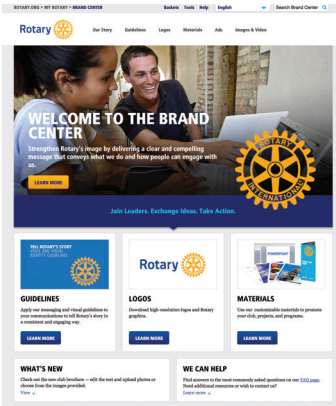 ROTARY.ORG > MY ROTARY > BRAND CENTER
Baskets Tools Help English Search Brand Center
Rotary
Our Story Guidelines Logos Materials Ads Images & Video
WELCOME TO THE BRAND
CENTER
Strengthen Rotary's image by delivering a clear and compelling
message that conveys what we do and how people can engage with
us.
LEARN MORE
ROTARY
INTERNATIONAL
Join Leaders. Exchange Ideas. Take Action.
TELL ROTARY'S STORY
VOICE AND VISUAL
IDENTITY GUIDELINES
Rotary
POWERPOINT
GUIDELINES
Apply our messaging and visual guidelines to
your communications to tell Rotary's story in
a consistent and engaging way.
LEARN MORE
LOGOS
Download high-resolution logos and Rotary
graphics.
LEARN MORE
MATERIALS
Use our customizable materials to promote
your club, projects, and programs.
LEARN MORE
WHAT'S NEW
Check out the new club brochure — edit the text and upload photos or
choose from the images provided.
View >
WE CAN HELP
Find answers to the most commonly asked questions on our FAQ page.
Need additional resources or wish to contact us?
Learn more >